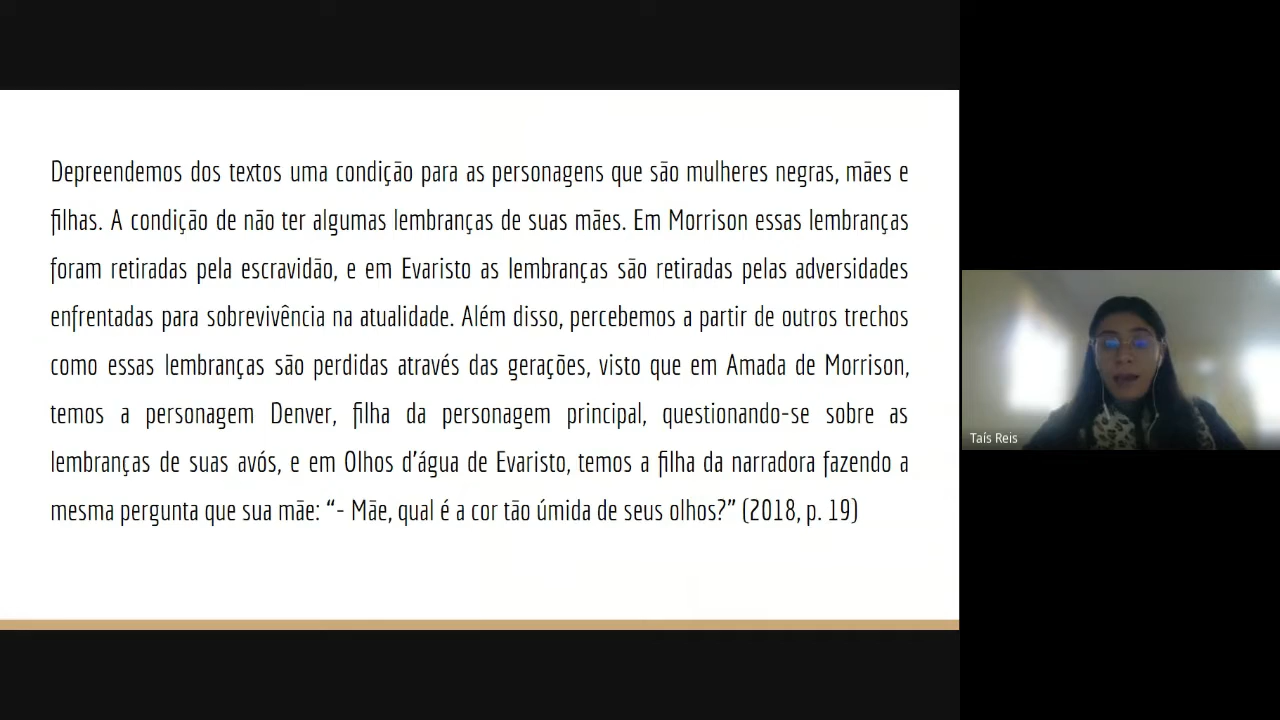 Depreendemos dos textos uma condição para as personagens que são mulheres negras, mães e
filhas. A condição de não ter algumas lembranças de suas mães. Em Morrison essas lembranças
foram retiradas pela escravidão, e em Evaristo as lembranças são retiradas pelas adversidades
enfrentadas para sobrevivência na atualidade. Além disso, percebemos a partir de outros trechos
como essas lembranças são perdidas através das gerações, visto que em Amada de Morrison,
temos a personagem Denver, filha da personagem principal, questionando-se sobre as
lembranças de suas avós, e em Olhos d’água de Evaristo, temos a filha da narradora fazendo a
mesma pergunta que sua mãe: “- Mãe, qual é a cor tão úmida de seus olhos?” (2018, p. 19)
Taís Reis